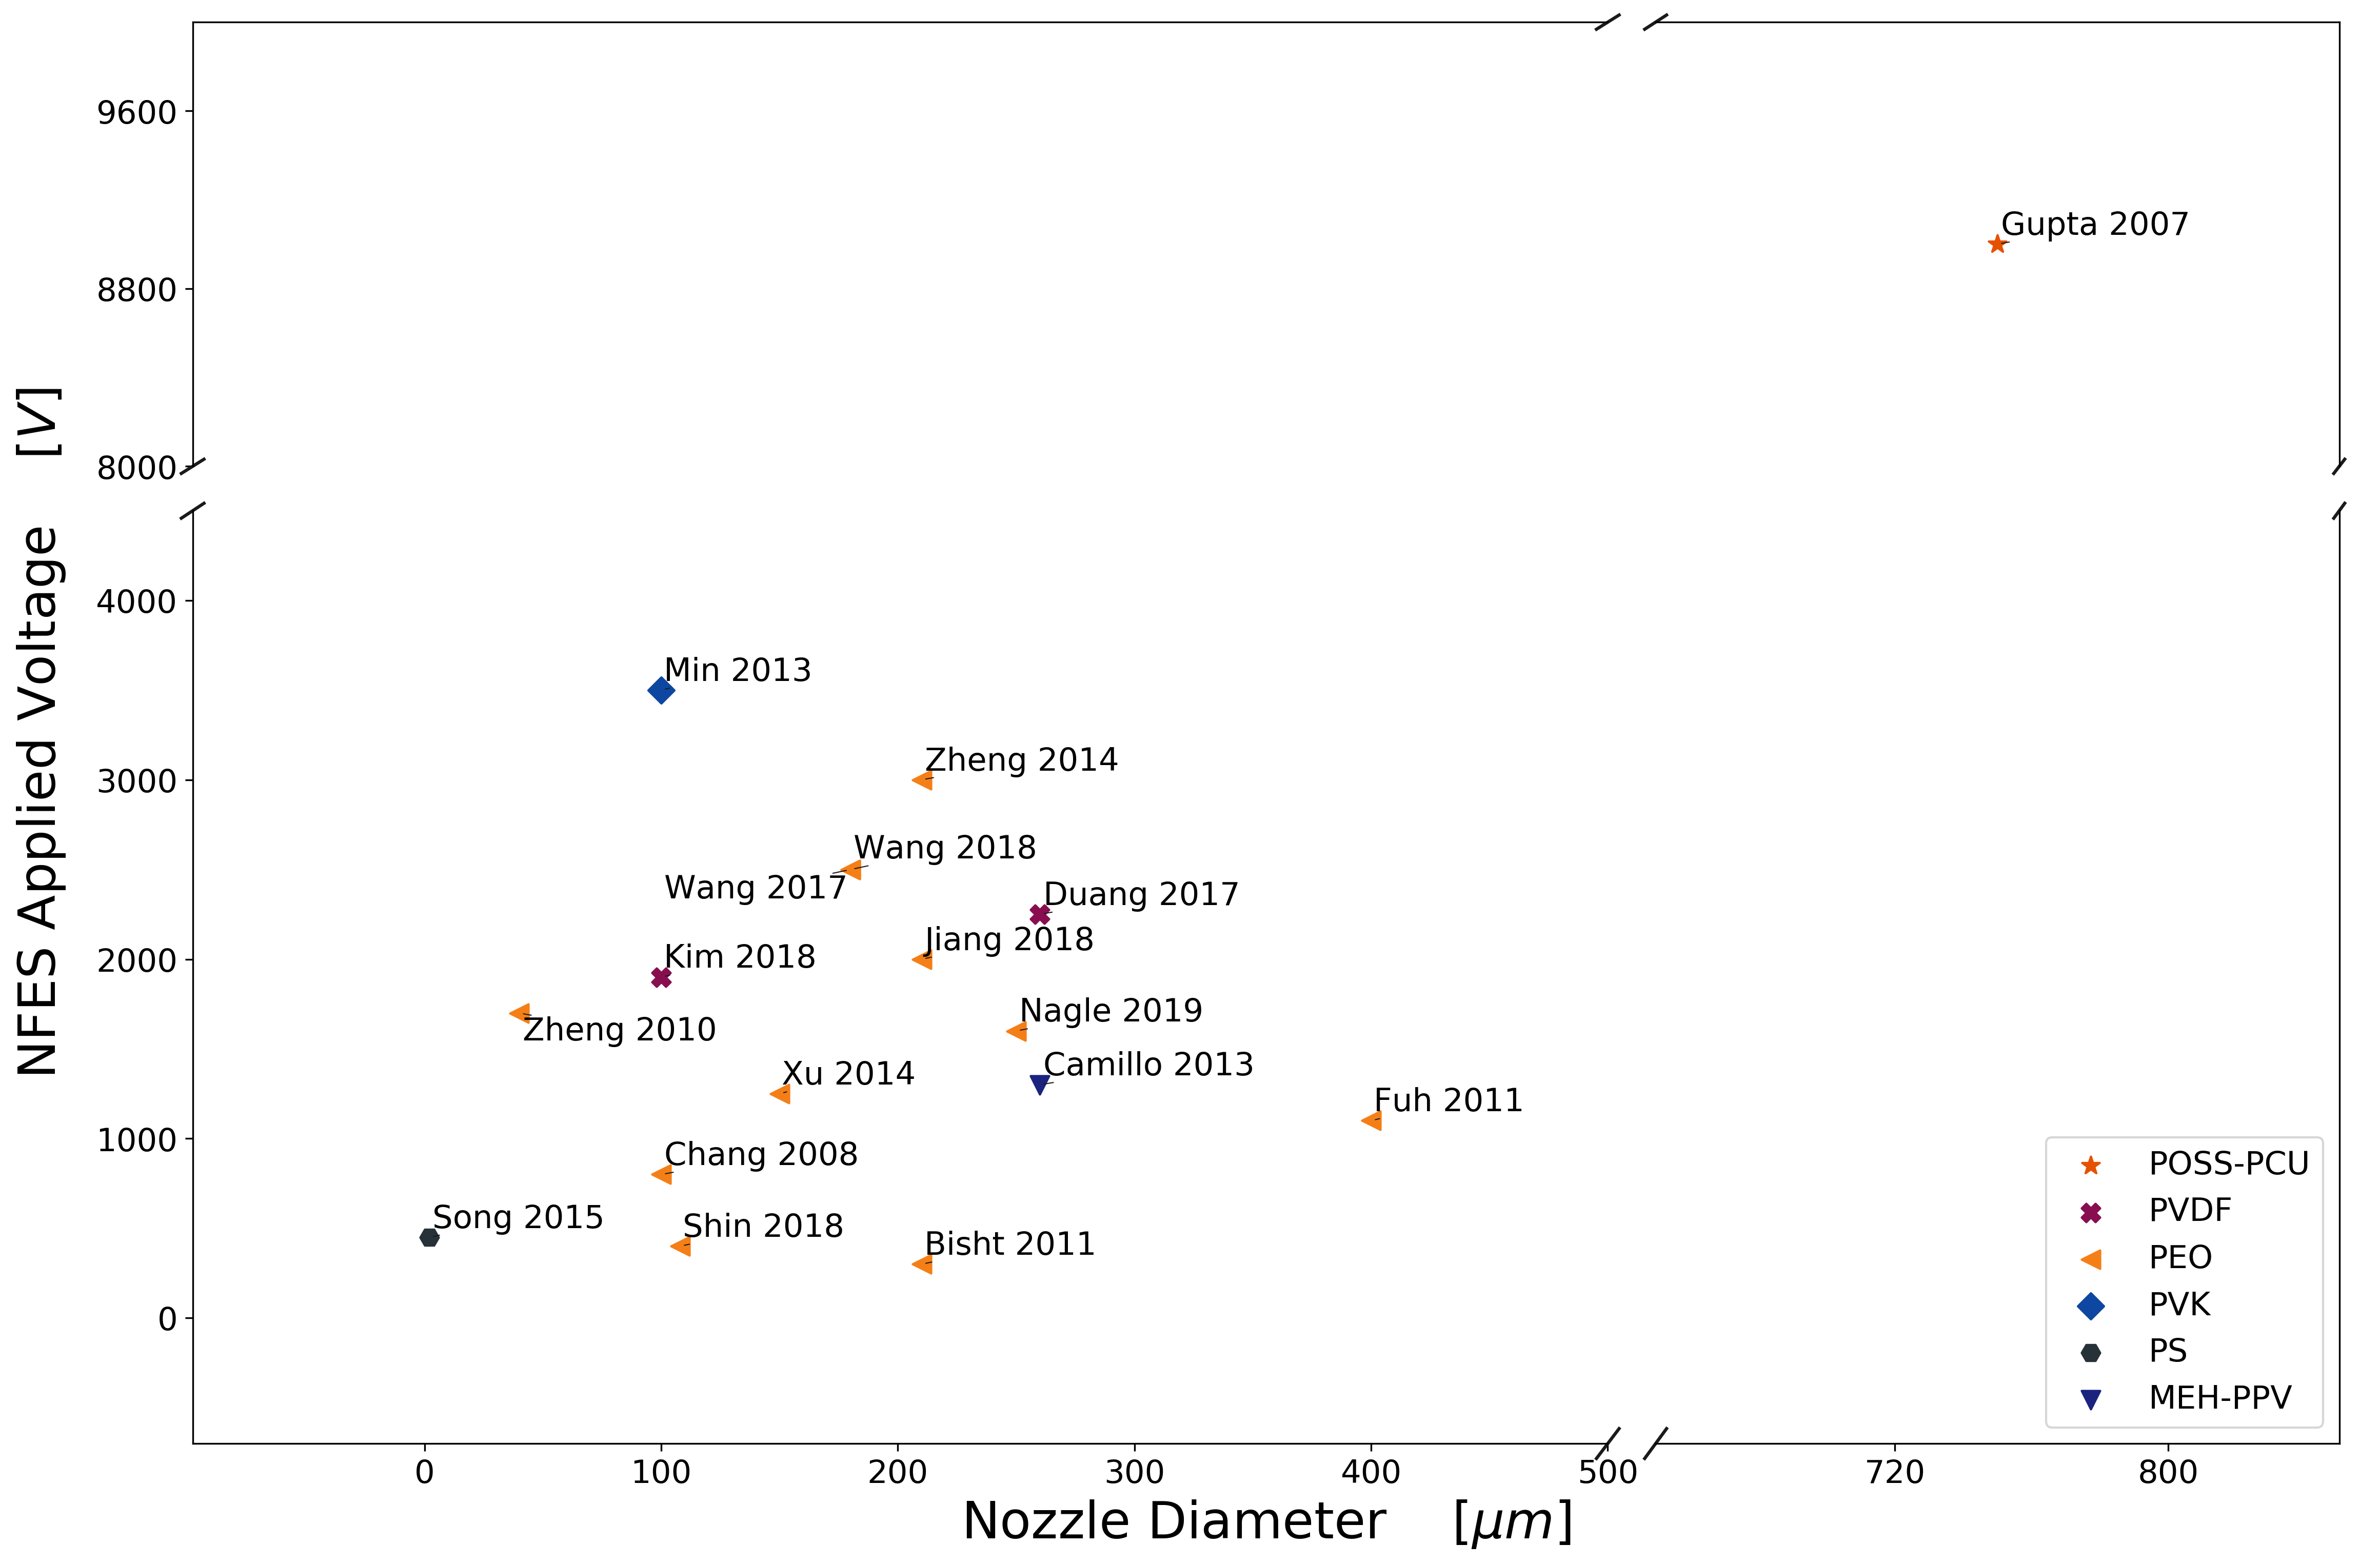 9600
8800
8000
4000
3000
2000
1000
0
NFES Applied Voltage [V]
Gupta 2007
Min 2013
Zheng 2014
Wang 2018
Wang 2017
Duang 2017
Jiang 2018
Kim 2018
Zheng 2010
Nagle 2019
Xu 2014
Camillo 2013
Fuh 2011
Chang 2008
Song 2015
Shin 2018
Bisht 2011
POSS-PCU
PVDF
PEO
PVK
PS
MEH-PPV
0 100 200 300 400 500 720 800
Nozzle Diameter [μm]